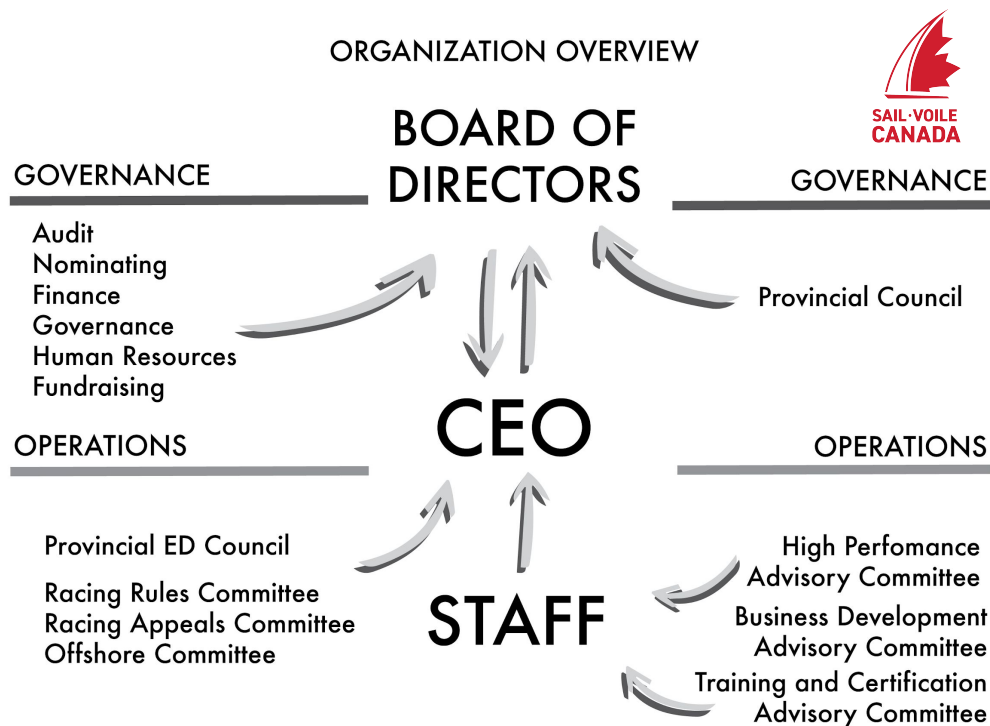 ORGANIZATION OVERVIEW
SAIL·VOILE
CANADA
BOARD OF
DIRECTORS
GOVERNANCE
Audit
Nominating
Finance
Governance
Human Resources
Fundraising
GOVERNANCE
Provincial Council
CEO
OPERATIONS
Provincial ED Council
Racing Rules Committee
Racing Appeals Committee
Offshore Committee
STAFF
OPERATIONS
High Perfomance
Advisory Committee
Business Development
Advisory Committee
Training and Certification
Advisory Committee